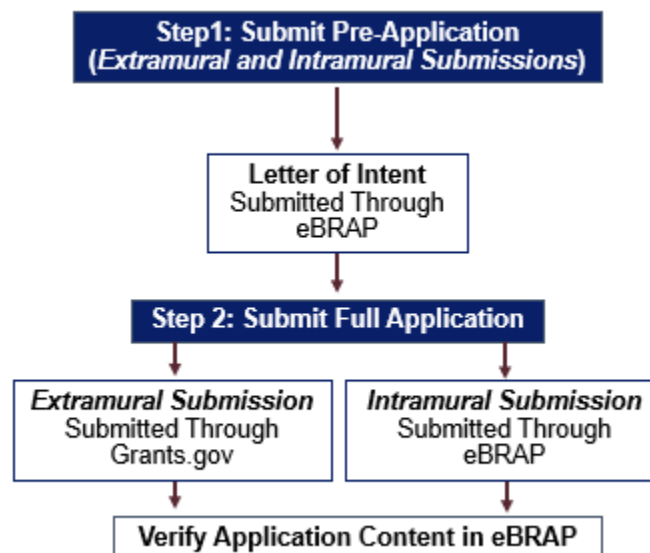 Step1: Submit Pre-Application
(Extramural and Intramural Submissions)
Letter of Intent
Submitted Through
eBRAP
Step 2: Submit Full Application
Extramural Submission
Submitted Through
Grants.gov
Intramural Submission
Submitted Through
eBRAP
Verify Application Content in eBRAP